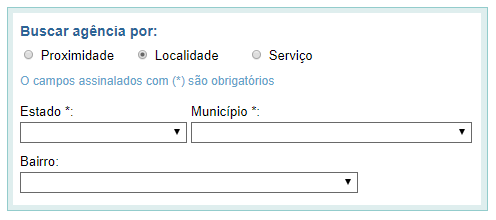 Buscar agência por:
Proximidade Localidade Serviço
O campos assinalados com (*) são obrigatórios
Estado *: Município *:
Bairro: